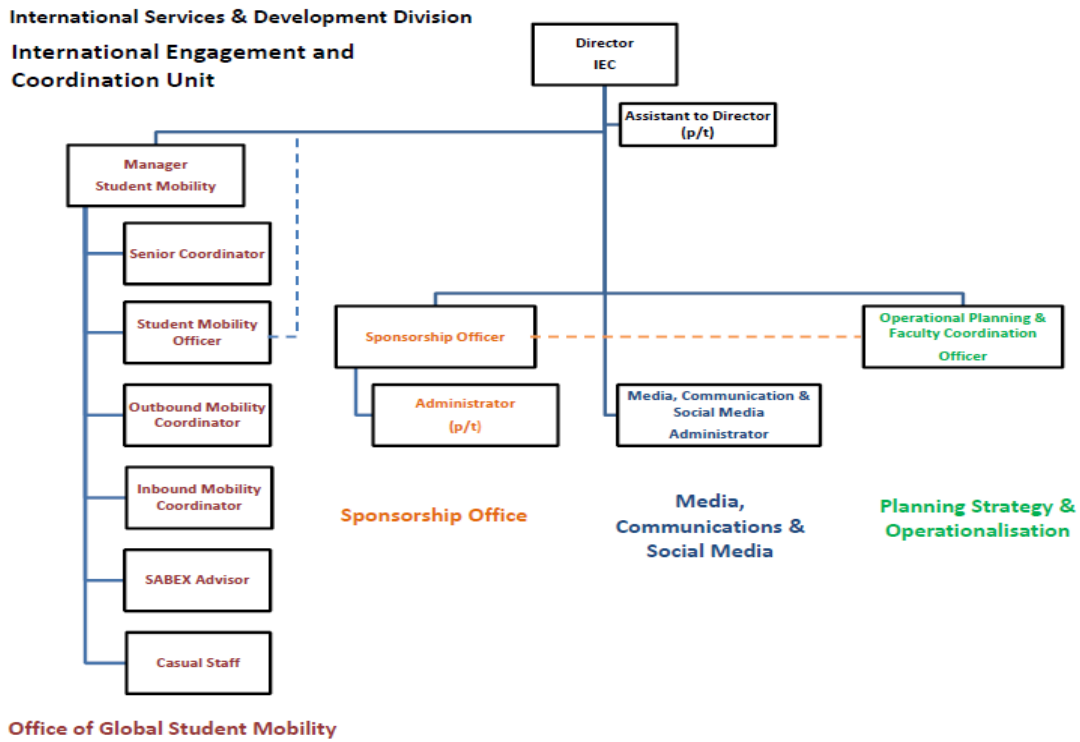 International Services & Development Division
International Engagement and
Coordination Unit
Director
IEC
Assistant to Director
(p/t)
Manager
Student Mobility
Senior Coordinator
Student Mobility
Officer
Outbound Mobility
Coordinator
Inbound Mobility
Coordinator
SABEX Advisor
Casual Staff
Office of Global Student Mobility
Sponsorship Officer
Administrator
(p/t)
Sponsorship Office
Media, Communication &
Social Media
Administrator
Media,
Communications &
Social Media
Operational Planning &
Faculty Coordination
Officer
Planning Strategy &
Operationalisation